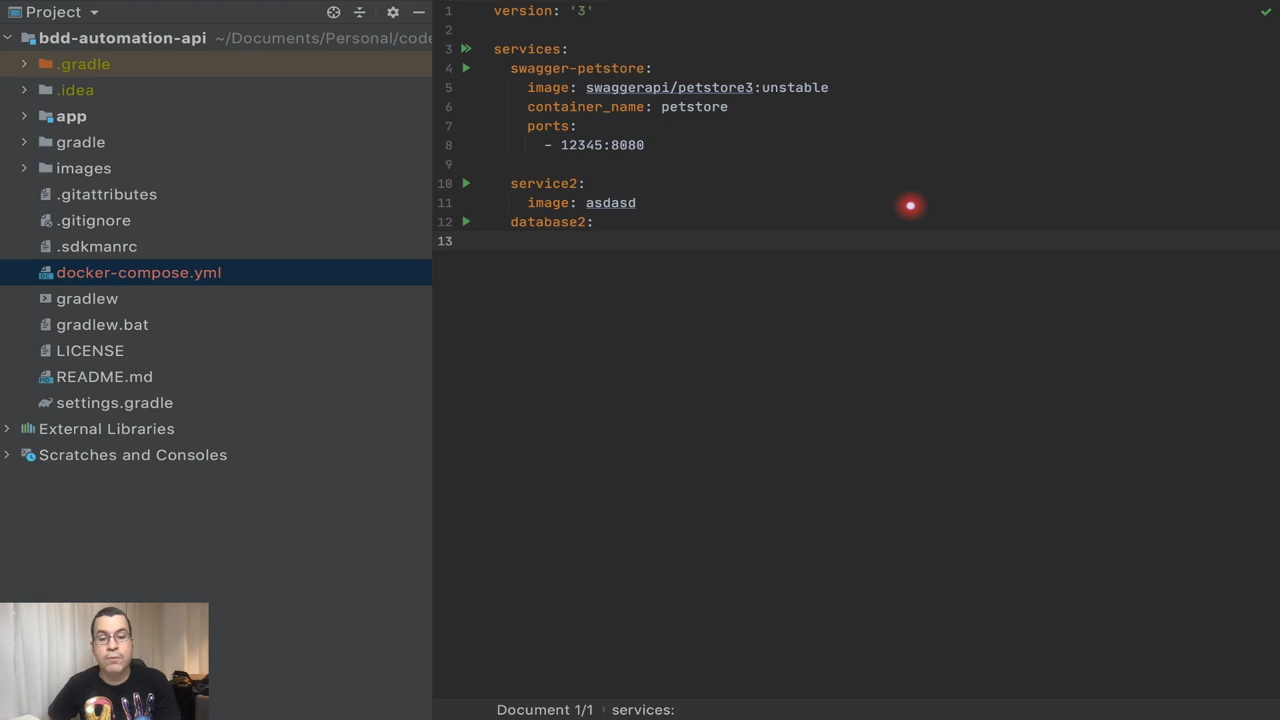 Project
bdd-automation-api ~/Documents/Personal/code
.gradle
.idea
app
gradle
images
.gitattributes
.gitignore
.sdkmanrc
docker-compose.yml
gradlew
gradlew.bat
LICENSE
README.md
settings.gradle
External Libraries
Scratches and Consoles
1 version: '3'
2
3 services:
4 swagger-petstore:
5 image: swaggerapi/petstore3:unstable
6 container_name: petstore
7 ports:
8 - 12345:8080
9
10 service2:
11 image: asdasd
12 database2:
13
Document 1/1 › services: